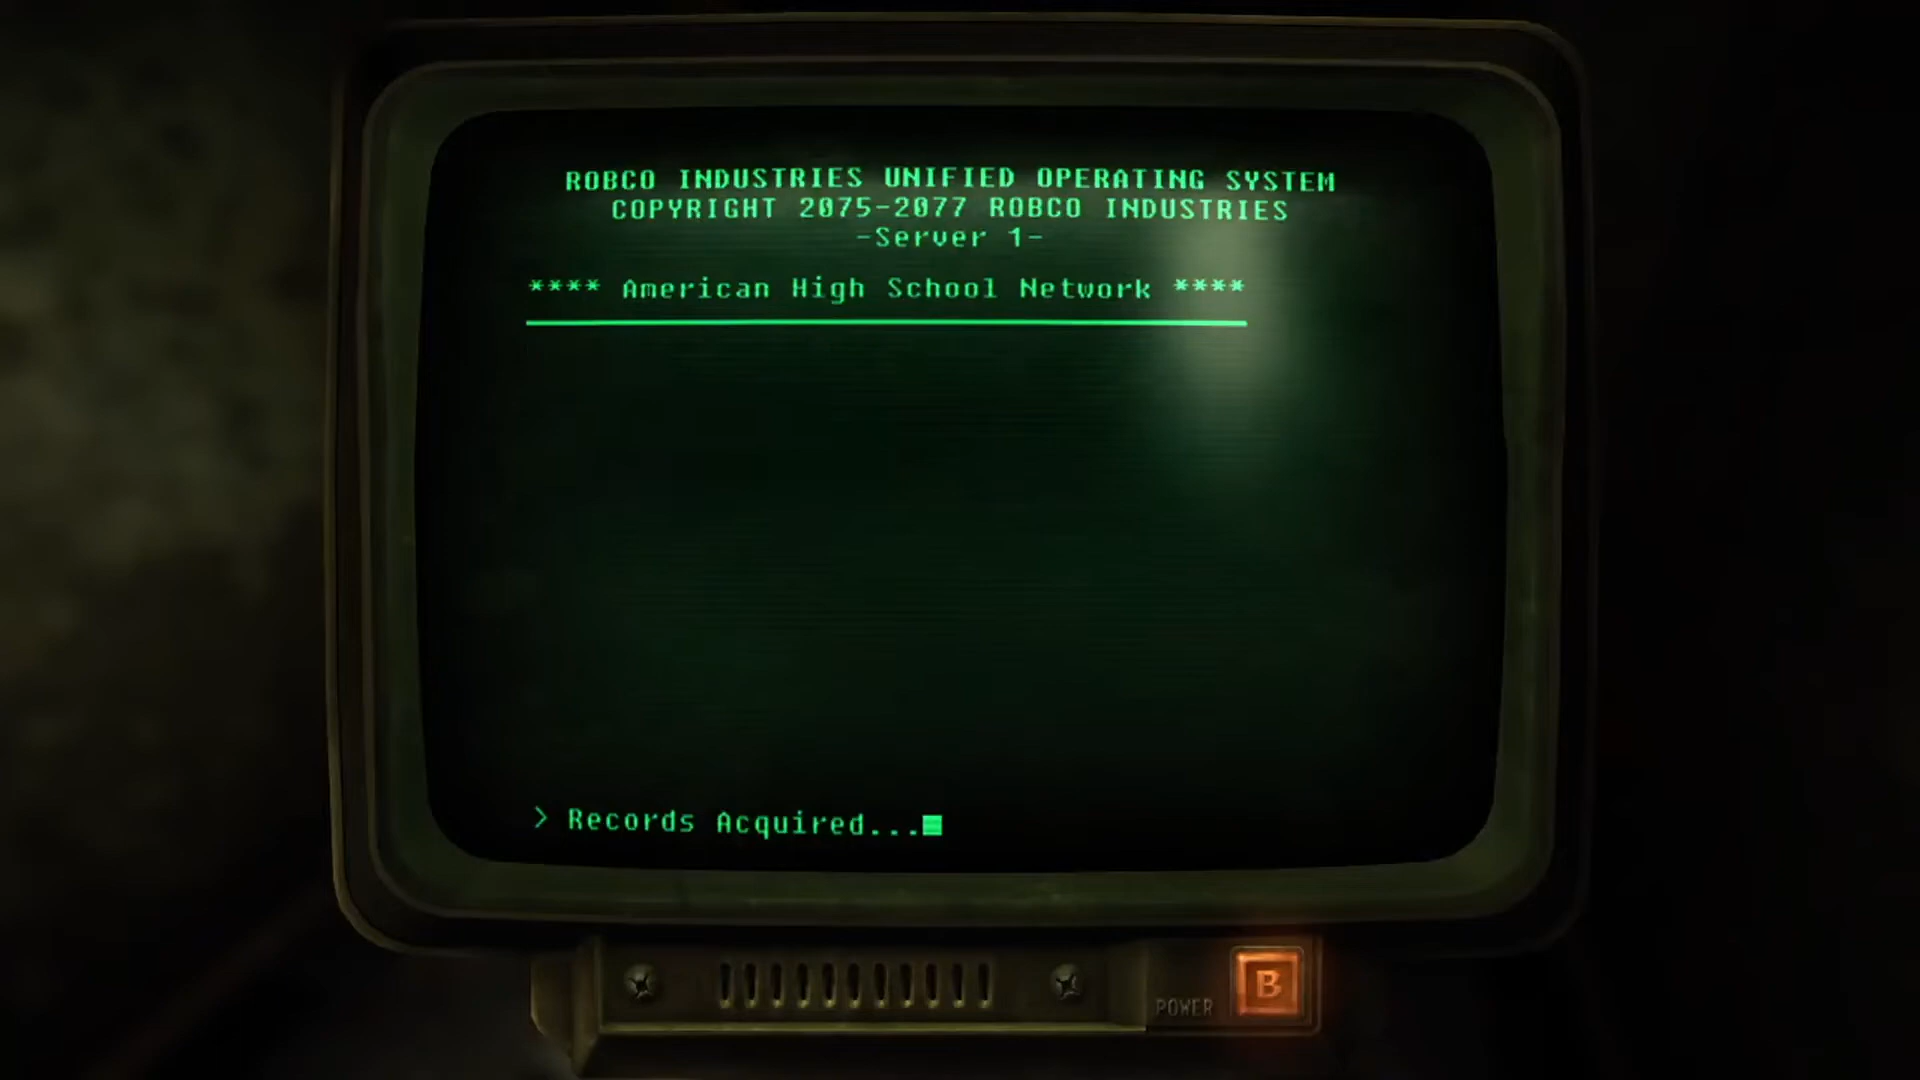 ROBCO INDUSTRIES UNIFIED OPERATING SYSTEM
COPYRIGHT 2075-2077 ROBCO INDUSTRIES
-Server 1-
**** American High School Network ****
> Records Acquired...
POWER
B